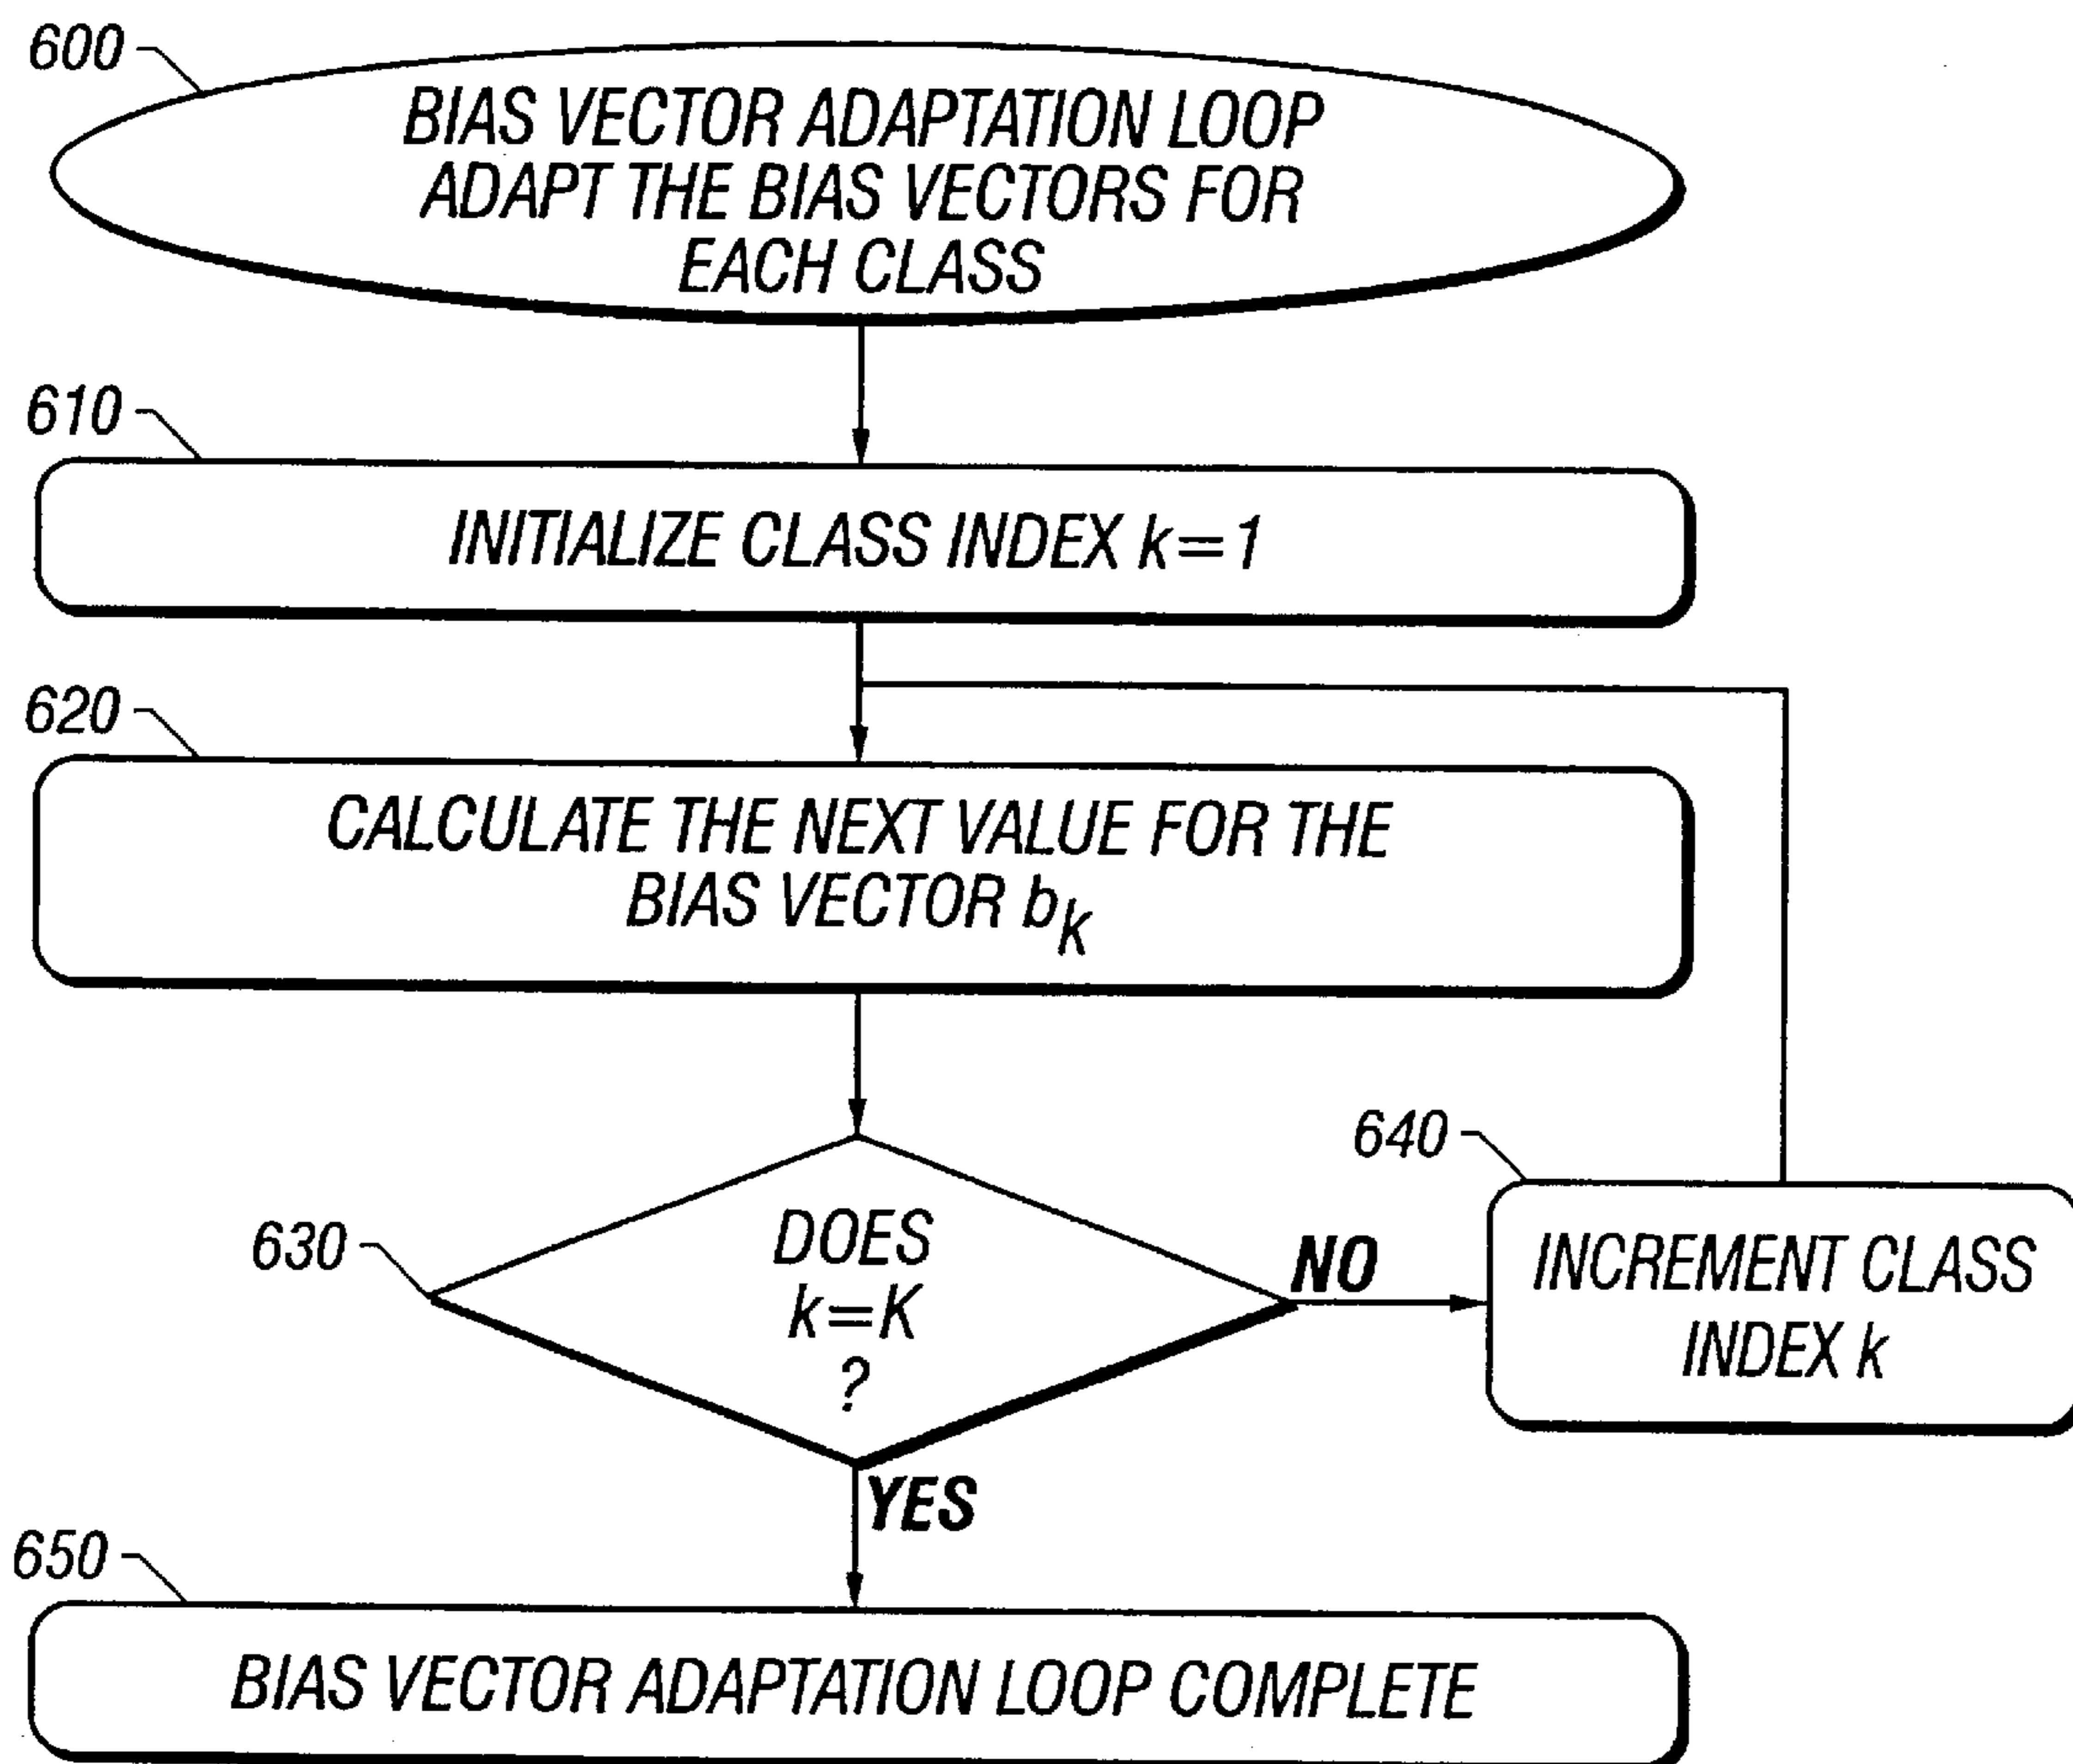 600
BIAS VECTOR ADAPTATION LOOP
ADAPT THE BIAS VECTORS FOR
EACH CLASS
610
INITIALIZE CLASS INDEX k=1
620
CALCULATE THE NEXT VALUE FOR THE
BIAS VECTOR bk
630
DOES
k=K
?
NO
640
INCREMENT CLASS
INDEX k
YES
650
BIAS VECTOR ADAPTATION LOOP COMPLETE